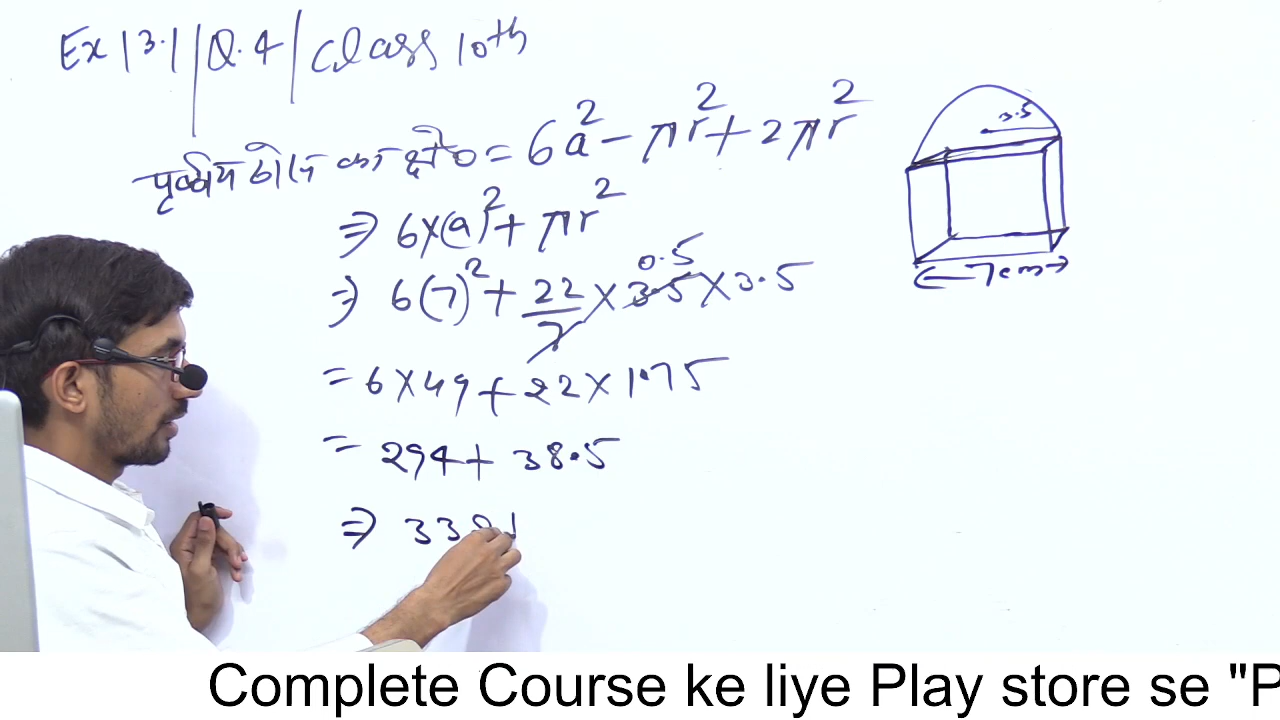 Ex 13.1 | Q.4 | Class 10th
पृष्ठीय ठोस का क्षे० = 6a² - πr² + 2πr²
3.5
⇒ 6×(a)² + πr²
⇒ 6(7)² + 22/7 × 3.5 × 3.5
0.5
← 7cm →
= 6×49 + 22×1.75
= 294 + 38.5
⇒ 33
Complete Course ke liye Play store se "P